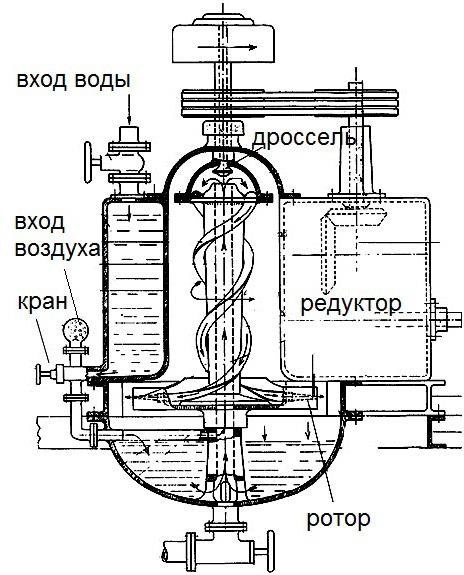 вход воды
дроссель
вход
воздуха
кран
редуктор
ротор